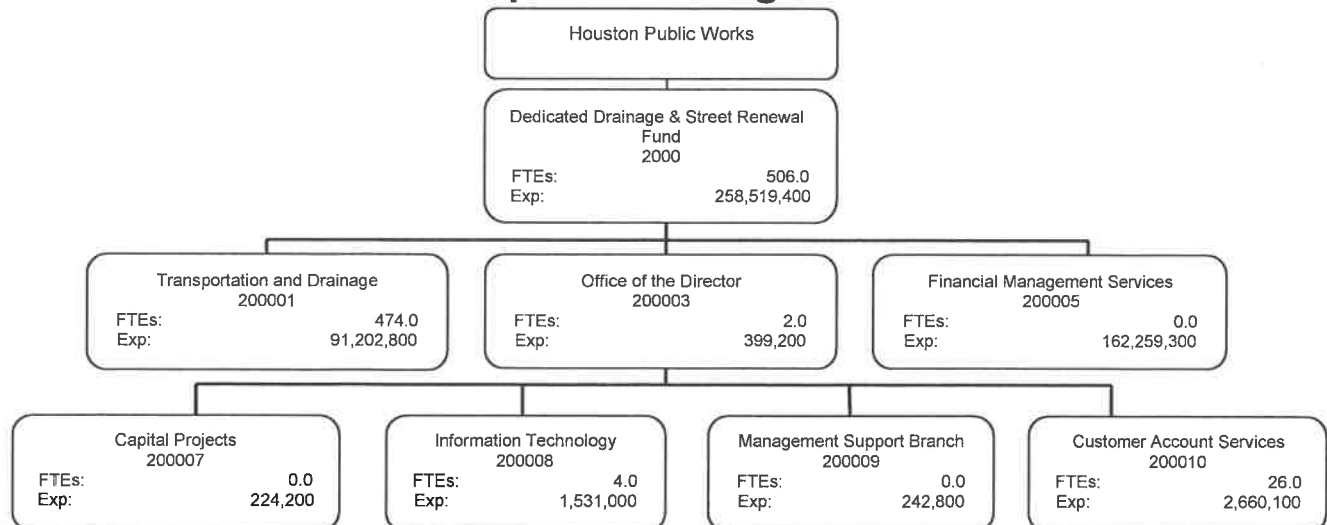 Houston Public Works
Dedicated Drainage & Street Renewal
Fund
2000
FTEs: 506.0
Exp: 258,519,400
Transportation and Drainage
200001
FTEs: 474.0
Exp: 91,202,800
Office of the Director
200003
FTEs: 2.0
Exp: 399,200
Financial Management Services
200005
FTEs: 0.0
Exp: 162,259,300
Capital Projects
200007
FTEs: 0.0
Exp: 224,200
Information Technology
200008
FTEs: 4.0
Exp: 1,531,000
Management Support Branch
200009
FTEs: 0.0
Exp: 242,800
Customer Account Services
200010
FTEs: 26.0
Exp: 2,660,100